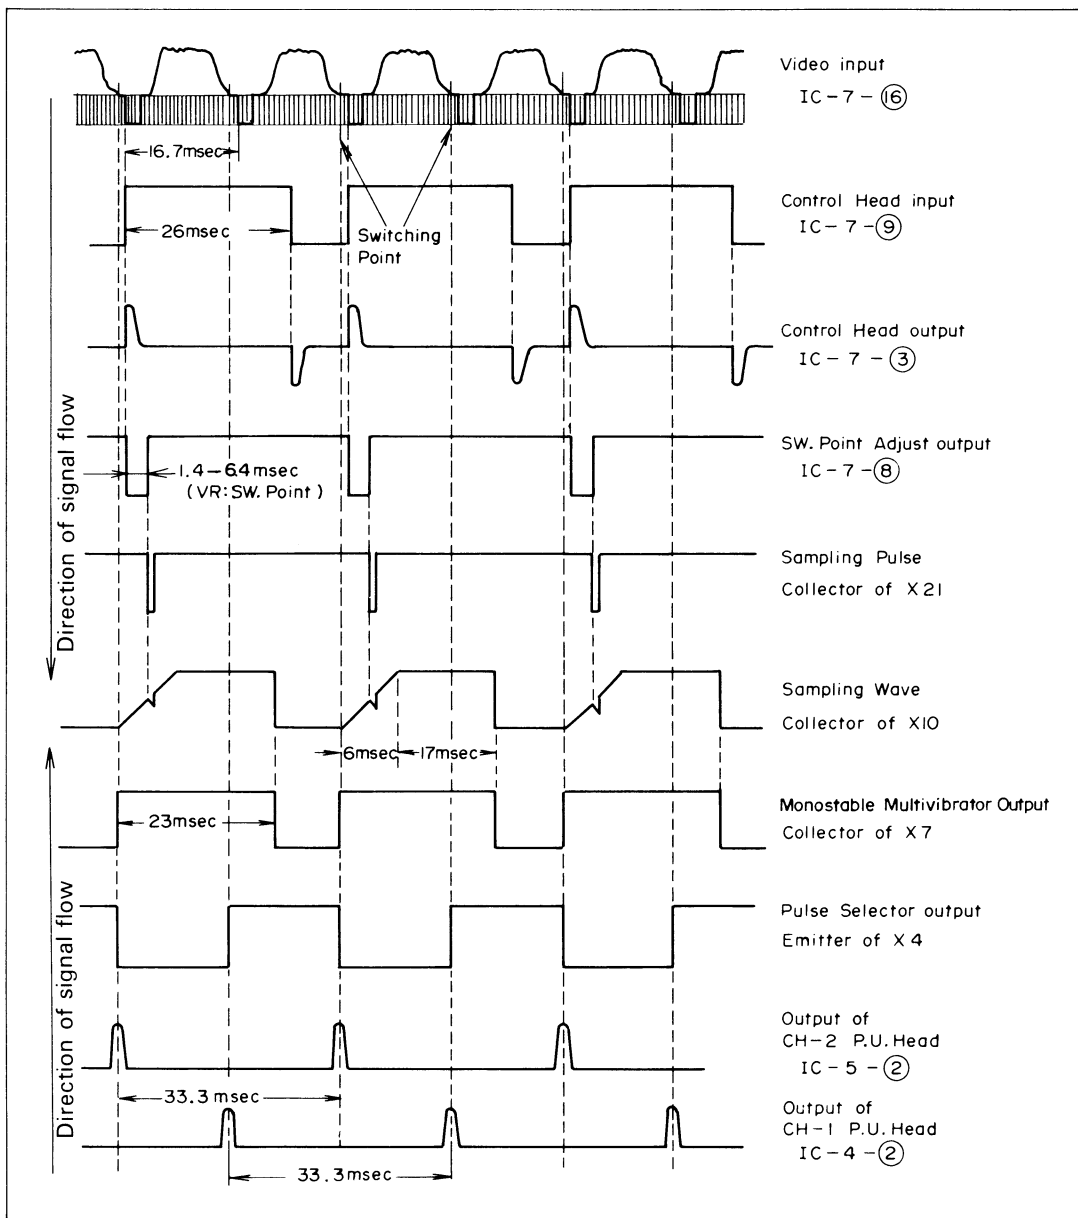 Video input
IC-7-⑯
16.7msec
Control Head input
IC-7-⑨
26msec
Switching
Point
Control Head output
IC-7-③
SW.Point Adjust output
IC-7-⑧
1.4-6.4msec
(VR:SW.Point)
Sampling Pulse
Collector of X21
Direction of signal flow
Sampling Wave
Collector of X10
6msec
17msec
Monostable Multivibrator Output
Collector of X7
23msec
Pulse Selector output
Emitter of X4
Direction of signal flow
Output of
CH-2 P.U.Head
IC-5-②
33.3msec
Output of
CH-1 P.U.Head
IC-4-②
33.3msec